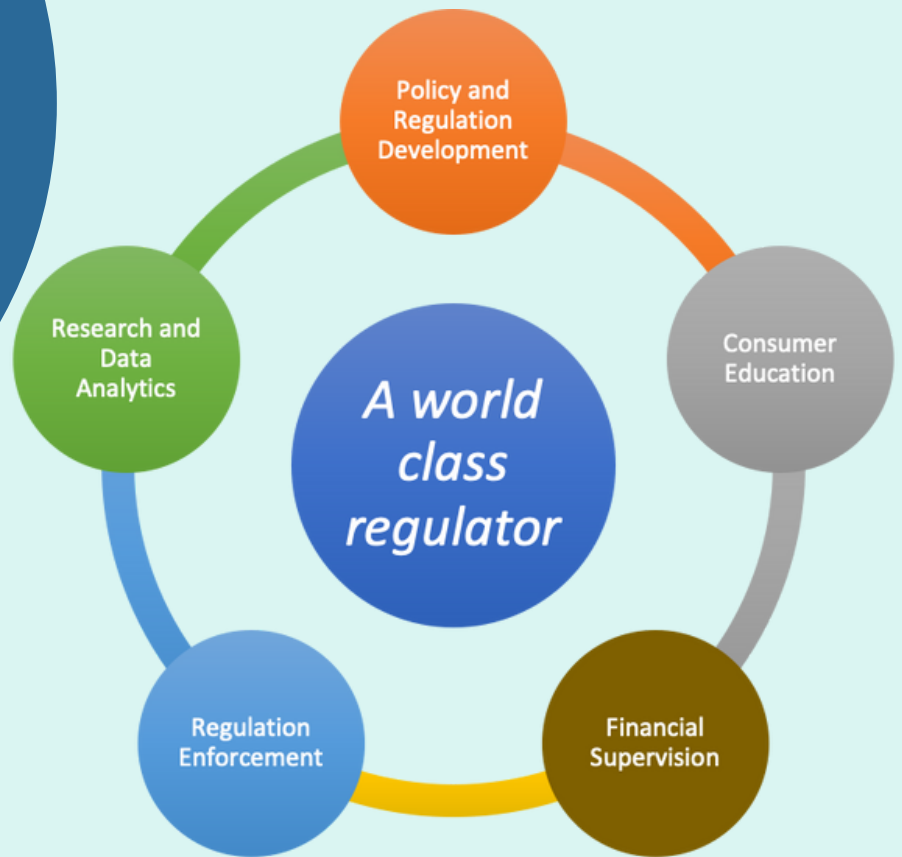 Policy and
Regulation
Development
Consumer
Education
Financial
Supervision
Regulation
Enforcement
Research and
Data
Analytics
A world
class
regulator